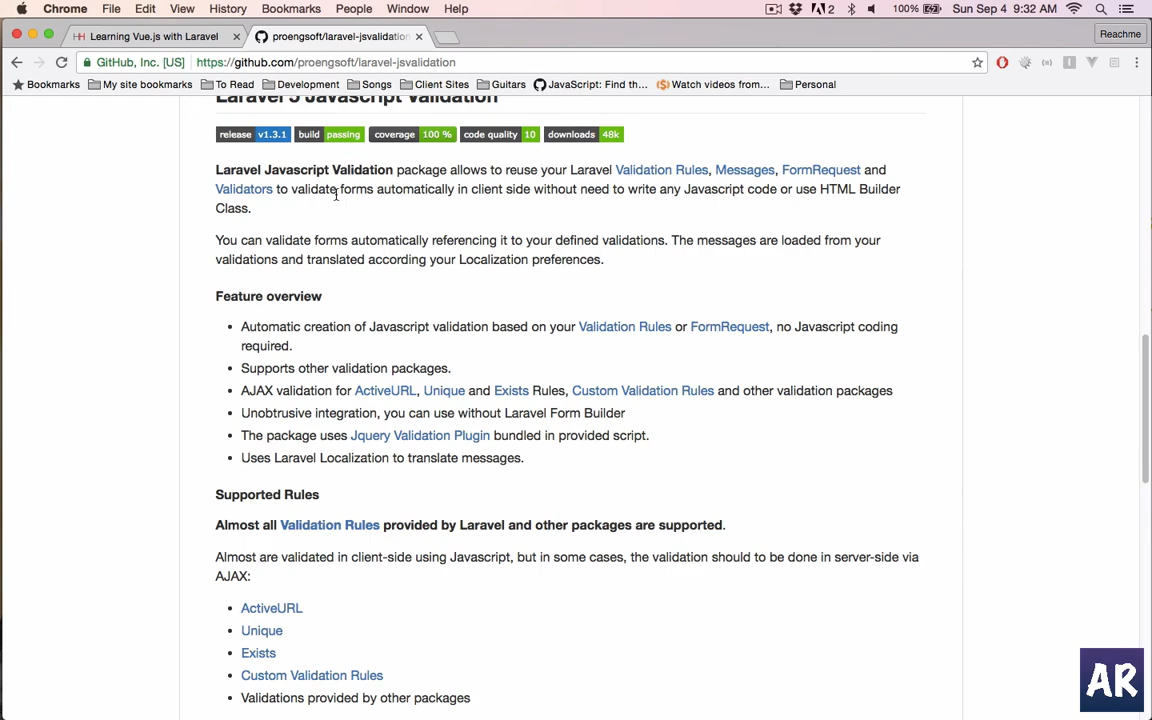 Chrome File Edit View History Bookmarks People Window Help 100% Sun Sep 4 9:32 AM
Learning Vue.js with Laravel proengsoft/laravel-jsvalidation Reachme
GitHub, Inc. [US] https://github.com/proengsoft/laravel-jsvalidation
Bookmarks My site bookmarks To Read Development Songs Client Sites Guitars JavaScript: Find th... Watch videos from... Personal
Laravel 5 Javascript Validation
release v1.3.1 build passing coverage 100 % code quality 10 downloads 48k
Laravel Javascript Validation package allows to reuse your Laravel Validation Rules, Messages, FormRequest and
Validators to validate forms automatically in client side without need to write any Javascript code or use HTML Builder
Class.
You can validate forms automatically referencing it to your defined validations. The messages are loaded from your
validations and translated according your Localization preferences.
Feature overview
• Automatic creation of Javascript validation based on your Validation Rules or FormRequest, no Javascript coding
required.
• Supports other validation packages.
• AJAX validation for ActiveURL, Unique and Exists Rules, Custom Validation Rules and other validation packages
• Unobtrusive integration, you can use without Laravel Form Builder
• The package uses Jquery Validation Plugin bundled in provided script.
• Uses Laravel Localization to translate messages.
Supported Rules
Almost all Validation Rules provided by Laravel and other packages are supported.
Almost are validated in client-side using Javascript, but in some cases, the validation should to be done in server-side via
AJAX:
• ActiveURL
• Unique
• Exists
• Custom Validation Rules
• Validations provided by other packages
AR